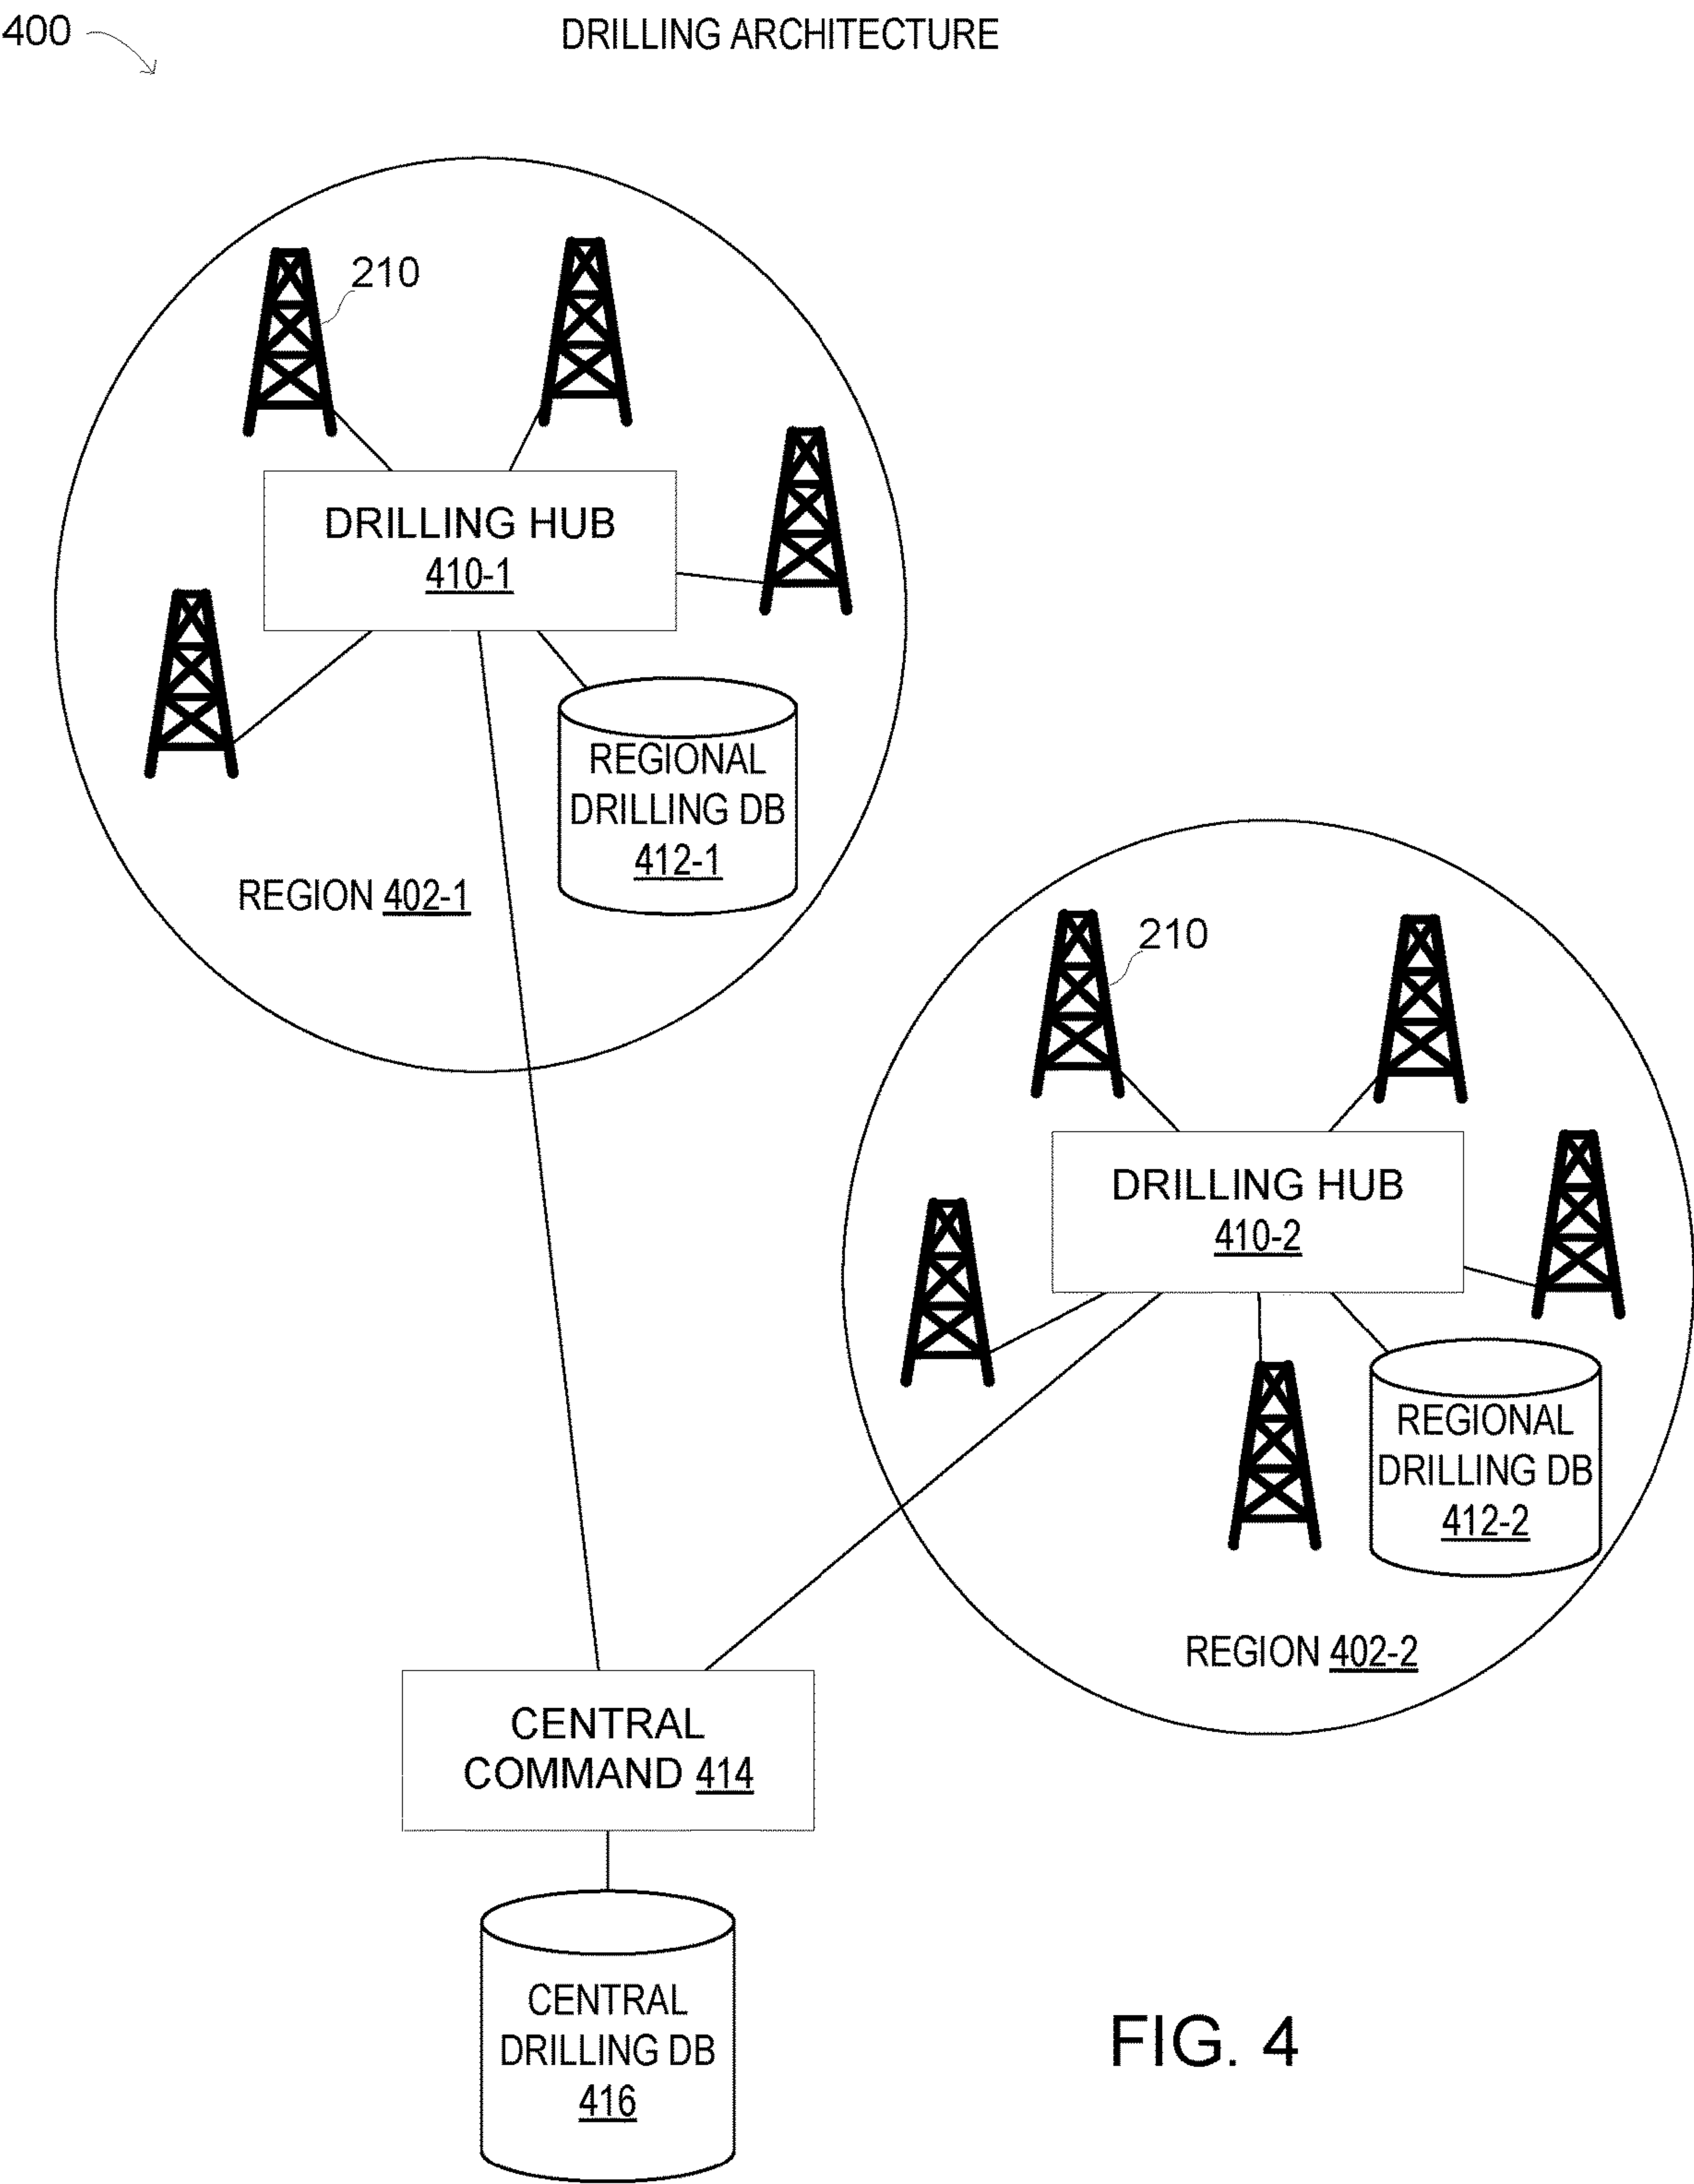 400
DRILLING ARCHITECTURE
210
DRILLING HUB
410-1
REGIONAL
DRILLING DB
412-1
REGION 402-1
210
DRILLING HUB
410-2
REGIONAL
DRILLING DB
412-2
REGION 402-2
CENTRAL
COMMAND 414
CENTRAL
DRILLING DB
416
FIG. 4